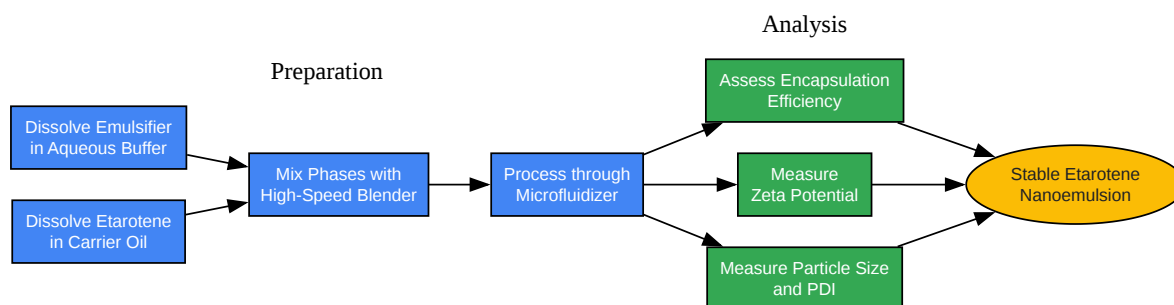 Preparation
Dissolve Emulsifier
in Aqueous Buffer
Dissolve Etarotene
in Carrier Oil
Mix Phases with
High-Speed Blender
Process through
Microfluidizer
Analysis
Assess Encapsulation
Efficiency
Measure
Zeta Potential
Measure Particle Size
and PDI
Stable Etarotene
Nanoemulsion